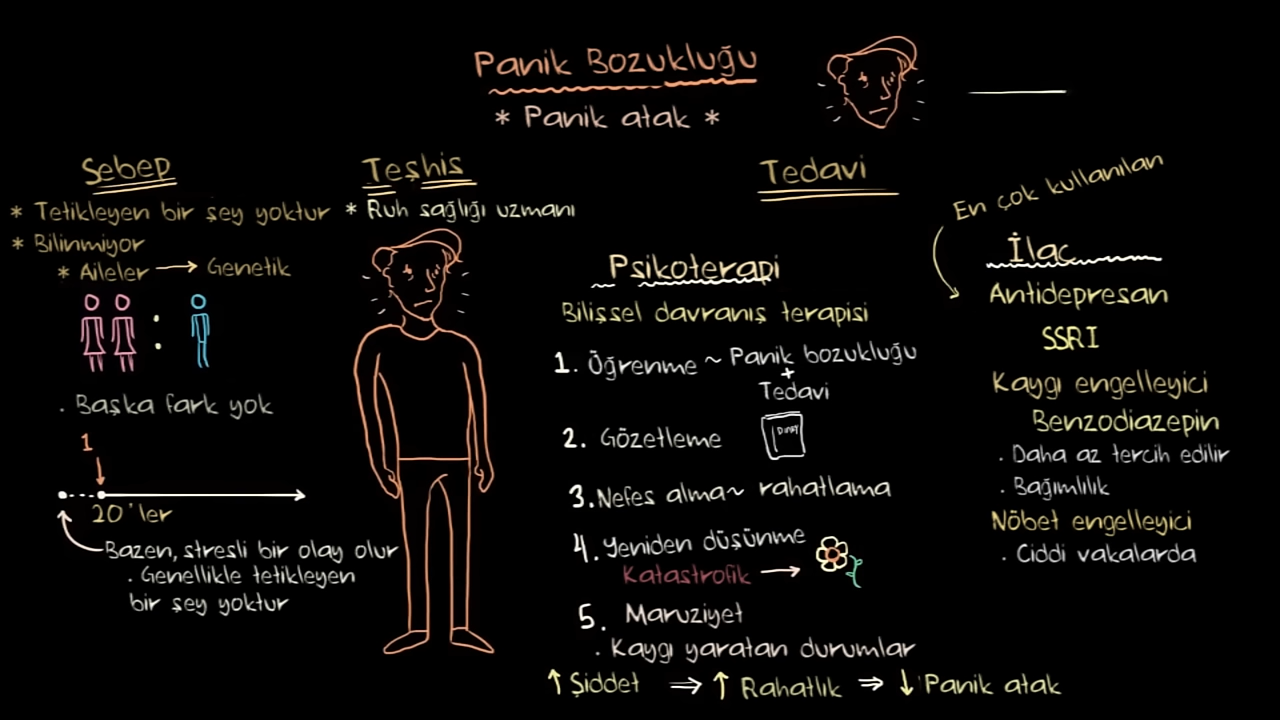 Panik Bozukluğu
* Panik atak *
Sebep
* Tetikleyen bir şey yoktur
* Bilinmiyor
* Aileler → Genetik
:
. Başka fark yok
1
20'ler
Bazen, stresli bir olay olur
. Genellikle tetikleyen
bir şey yoktur
Teşhis
* Ruh sağlığı uzmanı
Tedavi
Psikoterapi
Bilişsel davranış terapisi
1. Öğrenme ~ Panik bozukluğu
+
Tedavi
2. Gözetleme
3. Nefes alma ~ rahatlama
4. Yeniden düşünme
Katastrofik →
5. Maruziyet
. Kaygı yaratan durumlar
↑ Şiddet ⇒ ↑ Rahatlık ⇒ ↓ Panik atak
En çok kullanılan
İlaç
Antidepresan
SSRI
Kaygı engelleyici
Benzodiazepin
. Daha az tercih edilir
. Bağımlılık
Nöbet engelleyici
. Ciddi vakalarda